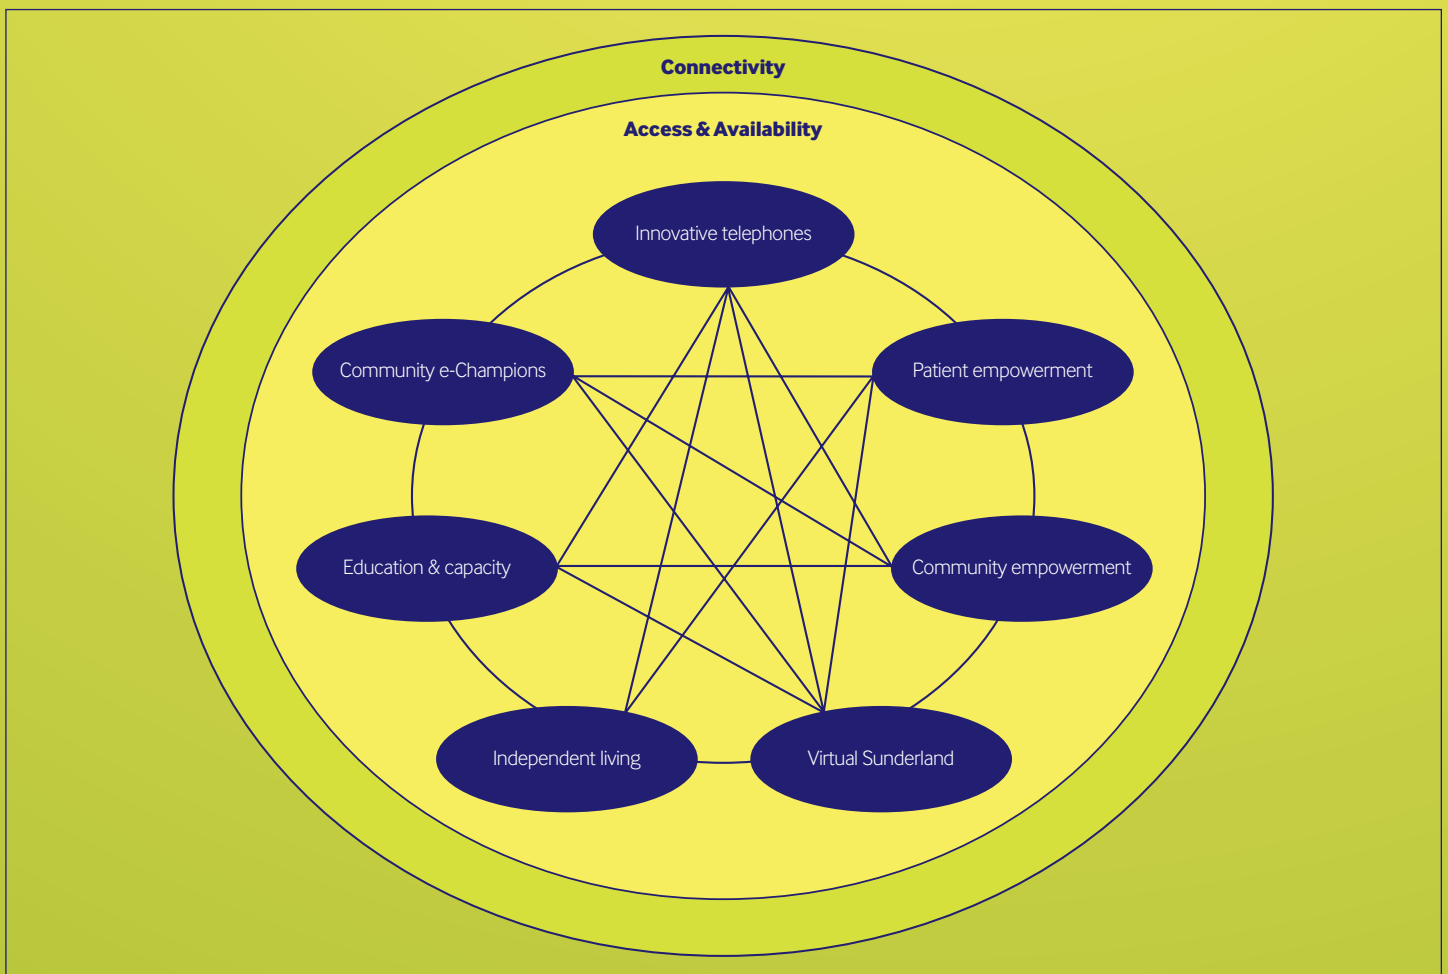 Connectivity
Access & Availability
Innovative telephones
Community e-Champions
Patient empowerment
Education & capacity
Community empowerment
Independent living
Virtual Sunderland